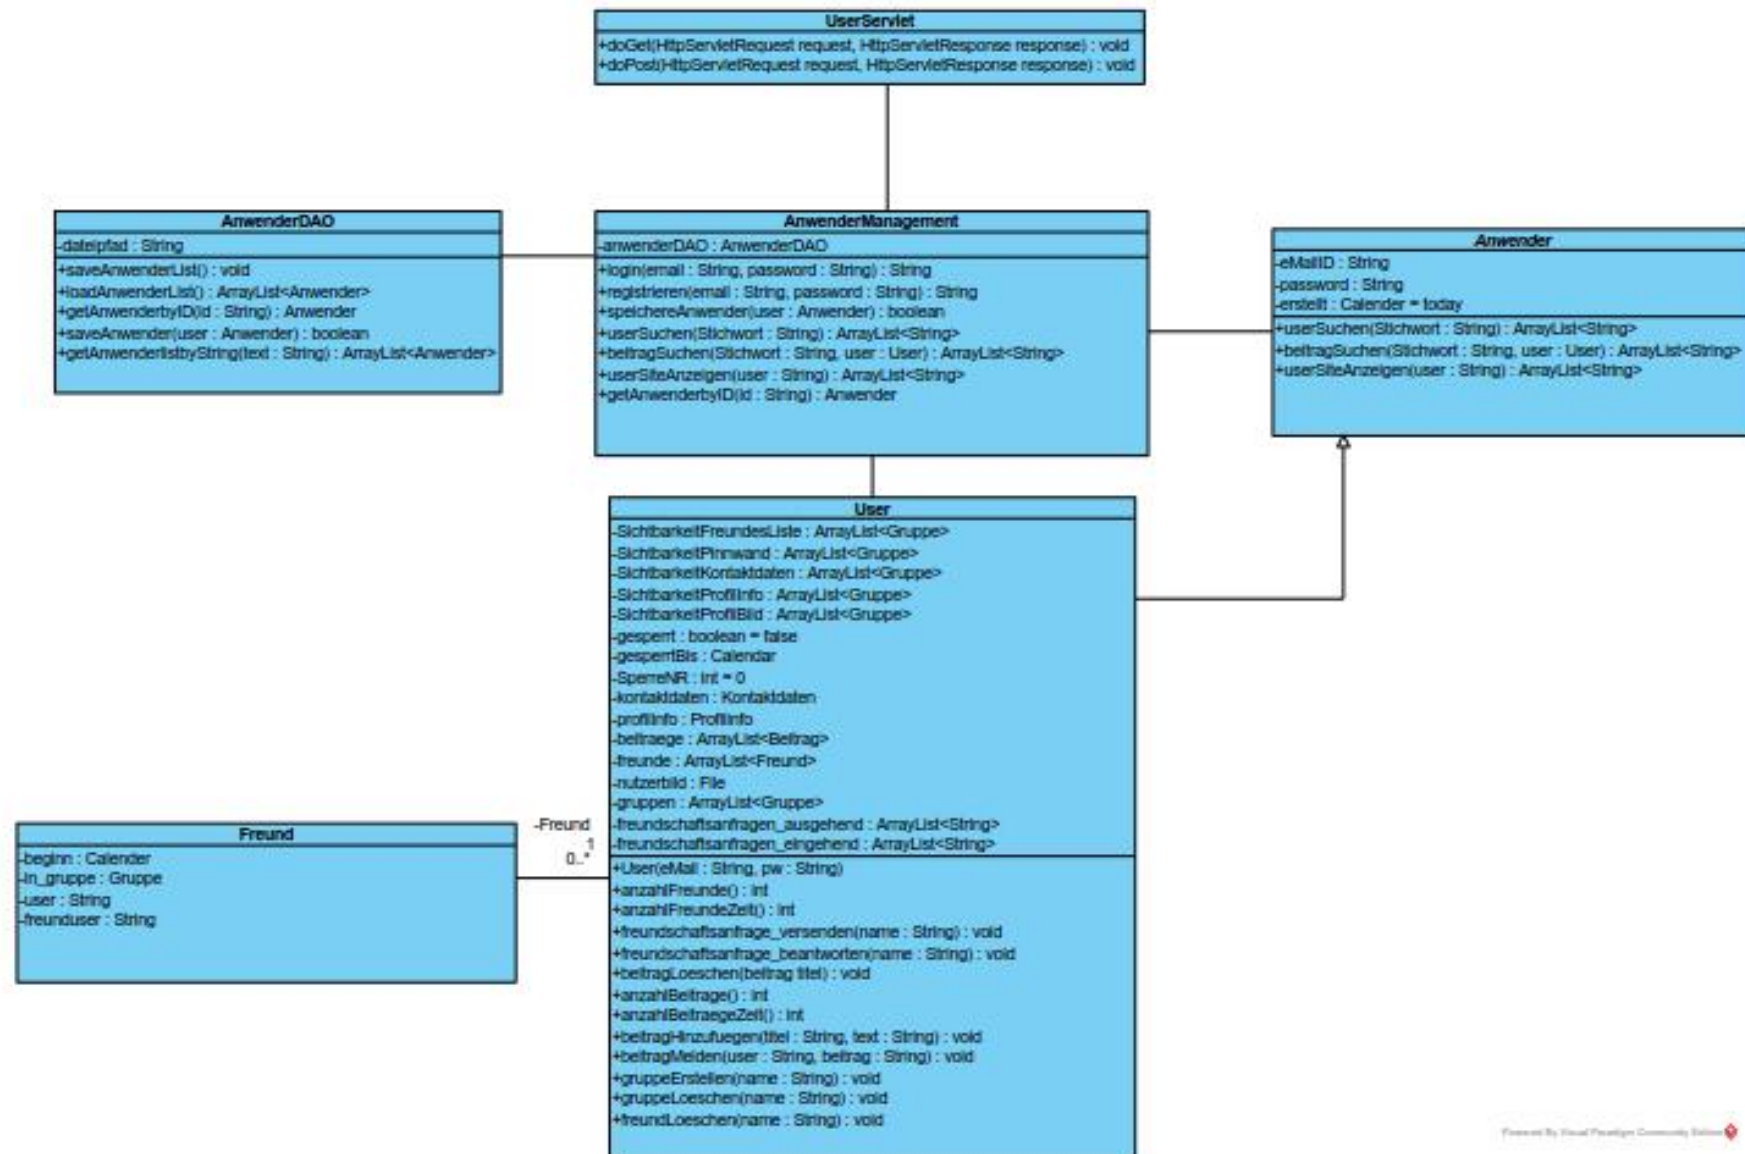 UserServlet
+doGet(HttpServletRequest request, HttpServletResponse response) : void
+doPost(HttpServletRequest request, HttpServletResponse response) : void
AnwenderDAO
-dateipfad : String
+saveAnwenderList() : void
+loadAnwenderList() : ArrayList<Anwender>
+getAnwenderbyID(id : String) : Anwender
+saveAnwender(user : Anwender) : boolean
+getAnwenderlistbyString(text : String) : ArrayList<Anwender>
AnwenderManagement
-anwenderDAO : AnwenderDAO
+login(email : String, password : String) : String
+registrieren(email : String, password : String) : String
+speichereAnwender(user : Anwender) : boolean
+userSuchen(Stichwort : String) : ArrayList<String>
+beitragSuchen(Stichwort : String, user : User) : ArrayList<String>
+userSiteAnzeigen(user : String) : ArrayList<String>
+getAnwenderbyID(id : String) : Anwender
Anwender
-eMailID : String
-password : String
-erstellt : Calender = today
+userSuchen(Stichwort : String) : ArrayList<String>
+beitragSuchen(Stichwort : String, user : User) : ArrayList<String>
+userSiteAnzeigen(user : String) : ArrayList<String>
User
-SichtbarkeitFreundesListe : ArrayList<Gruppe>
-SichtbarkeitPinnwand : ArrayList<Gruppe>
-SichtbarkeitKontaktdaten : ArrayList<Gruppe>
-SichtbarkeitProfilInfo : ArrayList<Gruppe>
-SichtbarkeitProfilBild : ArrayList<Gruppe>
-gesperrt : boolean = false
-gesperrtBis : Calendar
-SperreNR : int = 0
-kontaktdaten : Kontaktdaten
-profilinfo : ProfilInfo
-beitraege : ArrayList<Beitrag>
-freunde : ArrayList<Freund>
-nutzerbild : File
-gruppen : ArrayList<Gruppe>
-freundschaftsanfragen_ausgehend : ArrayList<String>
-freundschaftsanfragen_eingehend : ArrayList<String>
+User(eMail : String, pw : String)
+anzahlFreunde() : int
+anzahlFreundeZeit() : int
+freundschaftsanfrage_versenden(name : String) : void
+freundschaftsanfrage_beantworten(name : String) : void
+beitragLoeschen(beitrag titel) : void
+anzahlBeitrage() : int
+anzahlBeitraegeZeit() : int
+beitragHinzufuegen(titel : String, text : String) : void
+beitragMelden(user : String, beitrag : String) : void
+gruppeErstellen(name : String) : void
+gruppeLoeschen(name : String) : void
+freundLoeschen(name : String) : void
-Freund
1
0..*
Freund
-beginn : Calender
-in_gruppe : Gruppe
-user : String
-freunduser : String
Powered By Visual Paradigm Community Edition